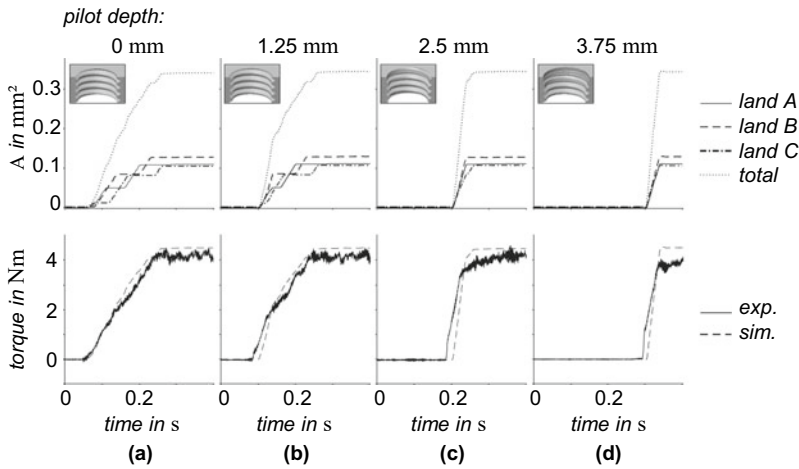 pilot depth:
0 mm 1.25 mm 2.5 mm 3.75 mm
A in mm²
0.3
0.2
0.1
0
land A
land B
land C
total
torque in Nm
4
2
0
exp.
sim.
0 0.2 0 0.2 0 0.2 0 0.2
time in s time in s time in s time in s
(a) (b) (c) (d)